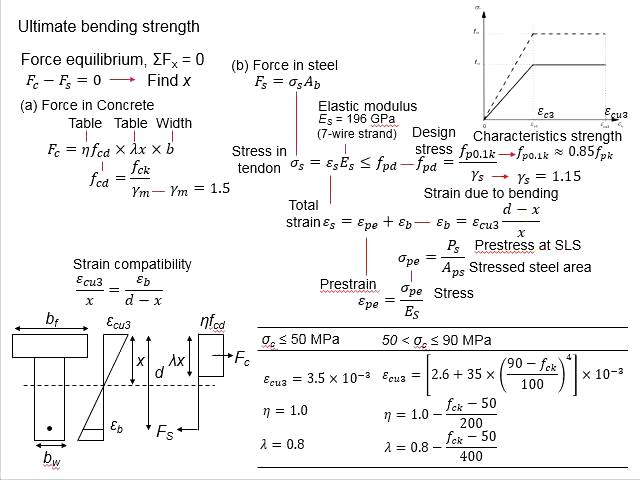 Ultimate bending strength
Force equilibrium, ΣFx = 0
Fc − Fs = 0 → Find x
(a) Force in Concrete
Table Table Width
Fc = ηfcd × λx × b
fcd = fck / γm — γm = 1.5
(b) Force in steel
Fs = σsAb
Elastic modulus
Es = 196 GPa
(7-wire strand)
Stress in tendon
σs = εsEs ≤ fpd — fpd = fp0.1k / γs
Design stress
Characteristics strength
fp0.1k → fp0.1k ≈ 0.85fpk
γs → γs = 1.15
Strain due to bending
Total strain
εs = εpe + εb — εb = εcu3 (d − x) / x
σpe = Ps / Aps
Prestress at SLS
Stressed steel area
Prestrain
εpe = σpe / ES
Stress
εc3
εcu3
Strain compatibility
εcu3 / x = εb / (d − x)
bf
εcu3
ηfcd
x
d
λx
Fc
εb
Fs
bw
σc ≤ 50 MPa
50 < σc ≤ 90 MPa
εcu3 = 3.5 × 10⁻³
εcu3 = [2.6 + 35 × ((90 − fck) / 100)⁴] × 10⁻³
η = 1.0
η = 1.0 − (fck − 50) / 200
λ = 0.8
λ = 0.8 − (fck − 50) / 400